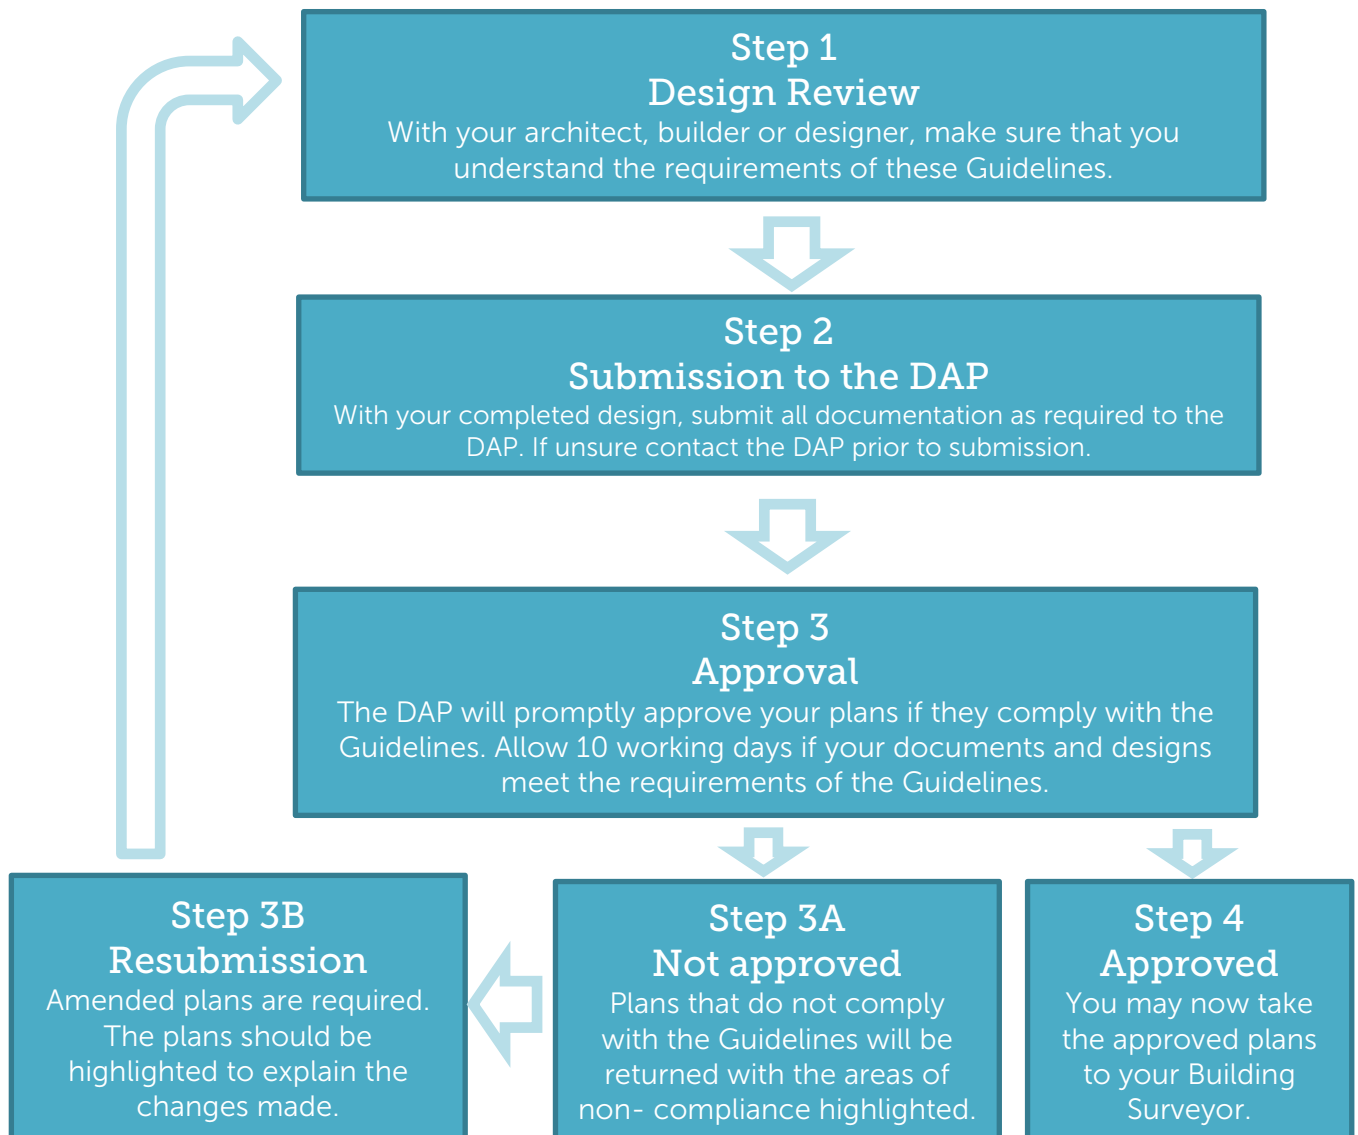 Step 1
Design Review
With your architect, builder or designer, make sure that you
understand the requirements of these Guidelines.
Step 2
Submission to the DAP
With your completed design, submit all documentation as required to the
DAP. If unsure contact the DAP prior to submission.
Step 3
Approval
The DAP will promptly approve your plans if they comply with the
Guidelines. Allow 10 working days if your documents and designs
meet the requirements of the Guidelines.
Step 3B
Resubmission
Amended plans are required.
The plans should be
highlighted to explain the
changes made.
Step 3A
Not approved
Plans that do not comply
with the Guidelines will be
returned with the areas of
non- compliance highlighted.
Step 4
Approved
You may now take
the approved plans
to your Building
Surveyor.